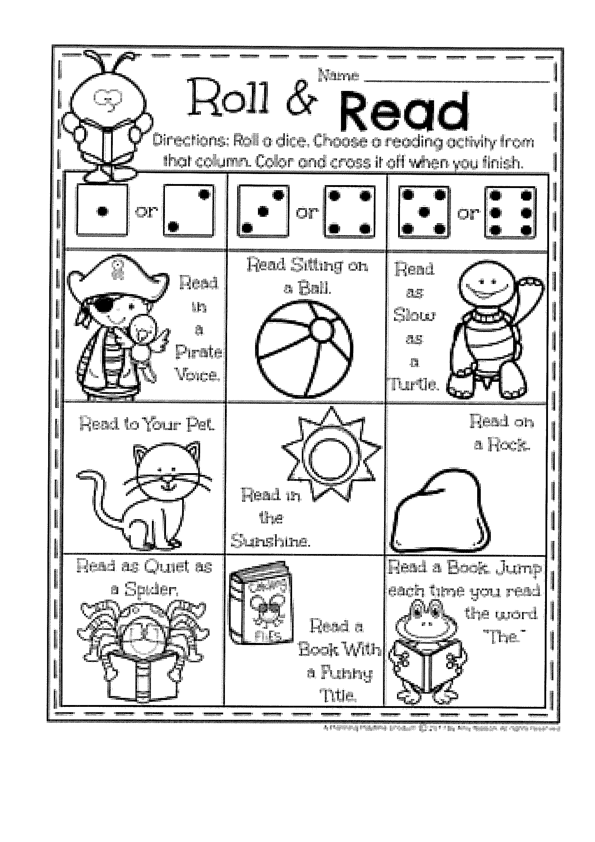 Name
Roll & Read
Directions: Roll a dice. Choose a reading activity from
that column. Color and cross it off when you finish.
or
or
or
Read
in
a
Pirate
Voice.
Read Sitting on
a Ball.
Read
as
Slow
as
a
Turtle.
Read to Your Pet.
Read in
the
Sunshine.
Read on
a Rock.
Read as Quiet as
a Spider.
Catching
Flies
Read a
Book With
a Funny
Title.
Read a Book. Jump
each time you read
the word
"The."
A Planning Playtime product © 2017 by Amy Nielson. All rights reserved